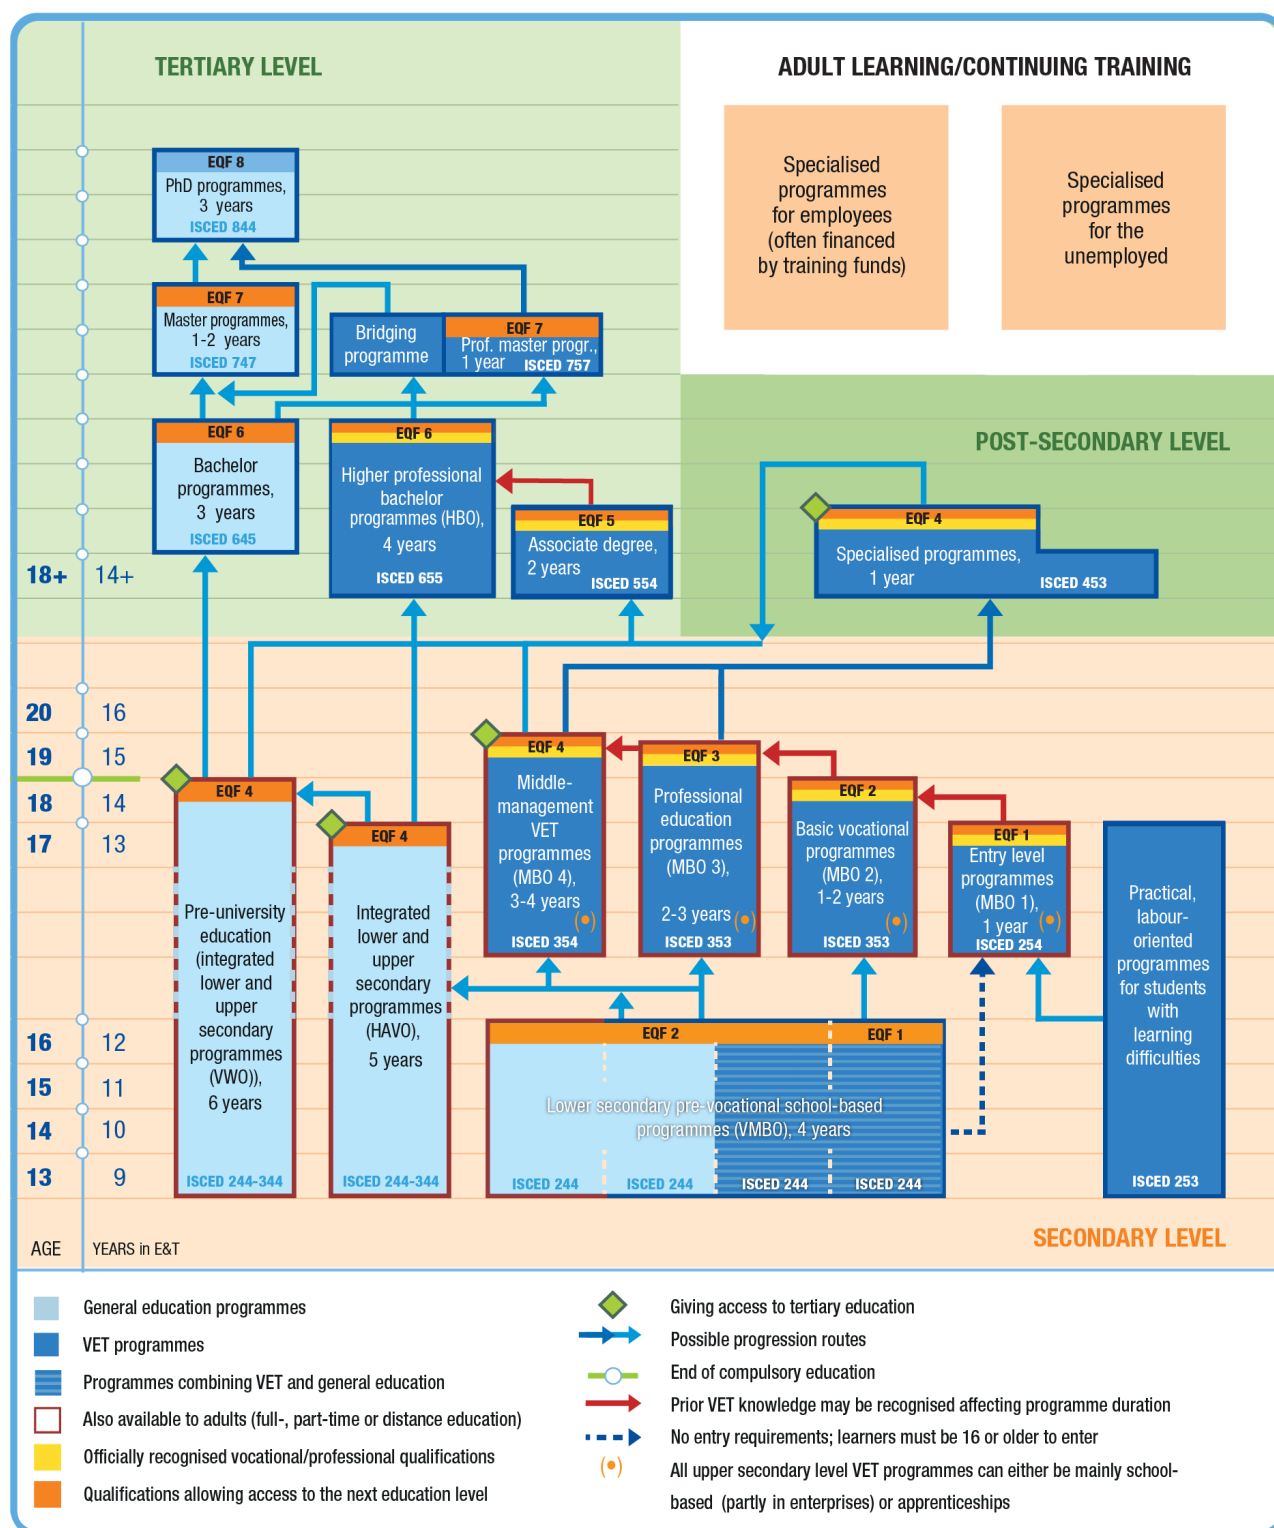 TERTIARY LEVEL
ADULT LEARNING/CONTINUING TRAINING
Specialised
programmes
for employees
(often financed
by training funds)
Specialised
programmes
for the
unemployed
EQF 8
PhD programmes,
3 years
ISCED 844
EQF 7
Master programmes,
1-2 years
ISCED 747
Bridging
programme
EQF 7
Prof. master progr.,
1 year ISCED 757
POST-SECONDARY LEVEL
EQF 6
Bachelor
programmes,
3 years
ISCED 645
EQF 6
Higher professional
bachelor
programmes (HBO),
4 years
ISCED 655
EQF 5
Associate degree,
2 years
ISCED 554
EQF 4
Specialised programmes,
1 year
ISCED 453
18+ 14+
20 16
19 15
18 14
17 13
16 12
15 11
14 10
13 9
AGE YEARS in E&T
EQF 4
Pre-university
education
(integrated
lower and
upper
secondary
programmes
(VWO)),
6 years
ISCED 244-344
EQF 4
Integrated
lower and
upper
secondary
programmes
(HAVO),
5 years
ISCED 244-344
EQF 4
Middle-
management
VET
programmes
(MBO 4),
3-4 years
(•)
ISCED 354
EQF 3
Professional
education
programmes
(MBO 3),
2-3 years (•)
ISCED 353
EQF 2
Basic vocational
programmes
(MBO 2),
1-2 years
(•)
ISCED 353
EQF 1
Entry level
programmes
(MBO 1),
1 year (•)
ISCED 254
Practical,
labour-
oriented
programmes
for students
with
learning
difficulties
ISCED 253
EQF 2 EQF 1
Lower secondary pre-vocational school-based
programmes (VMBO), 4 years
ISCED 244 ISCED 244 ISCED 244 ISCED 244
SECONDARY LEVEL
General education programmes
VET programmes
Programmes combining VET and general education
Also available to adults (full-, part-time or distance education)
Officially recognised vocational/professional qualifications
Qualifications allowing access to the next education level
Giving access to tertiary education
Possible progression routes
End of compulsory education
Prior VET knowledge may be recognised affecting programme duration
No entry requirements; learners must be 16 or older to enter
(•) All upper secondary level VET programmes can either be mainly school-
based (partly in enterprises) or apprenticeships